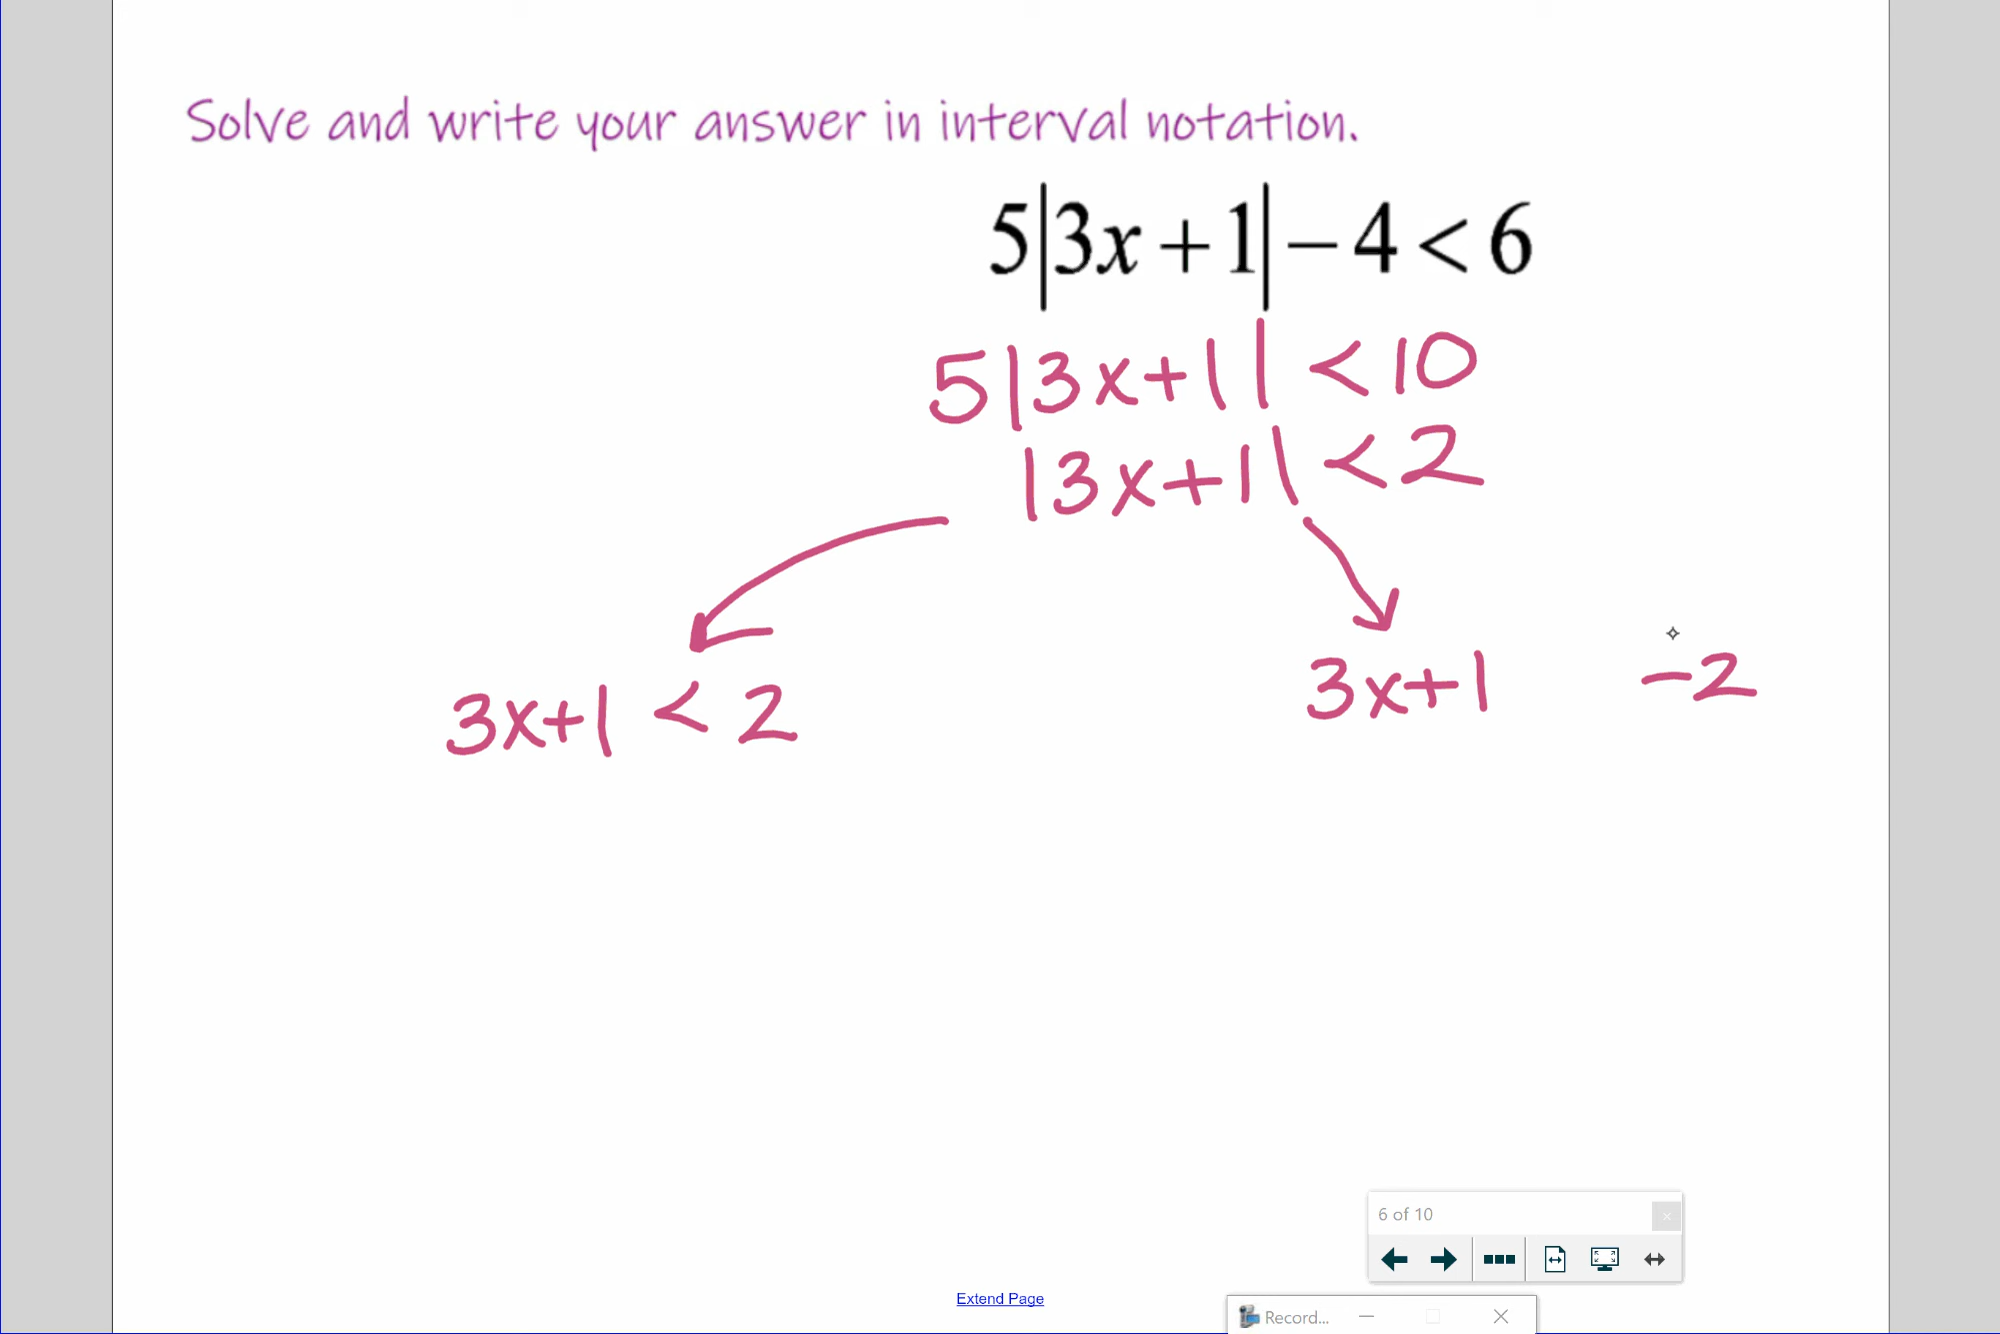 Solve and write your answer in interval notation.
5|3x+1|−4<6
5|3x+1| <10
|3x+1| <2
3x+1 < 2
3x+1 -2
6 of 10
Extend Page
Record...